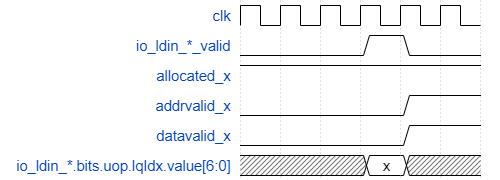 clk
io_ldin_*_valid
allocated_x
addrvalid_x
datavalid_x
io_ldin_*.bits.uop.lqIdx.value[6:0] x